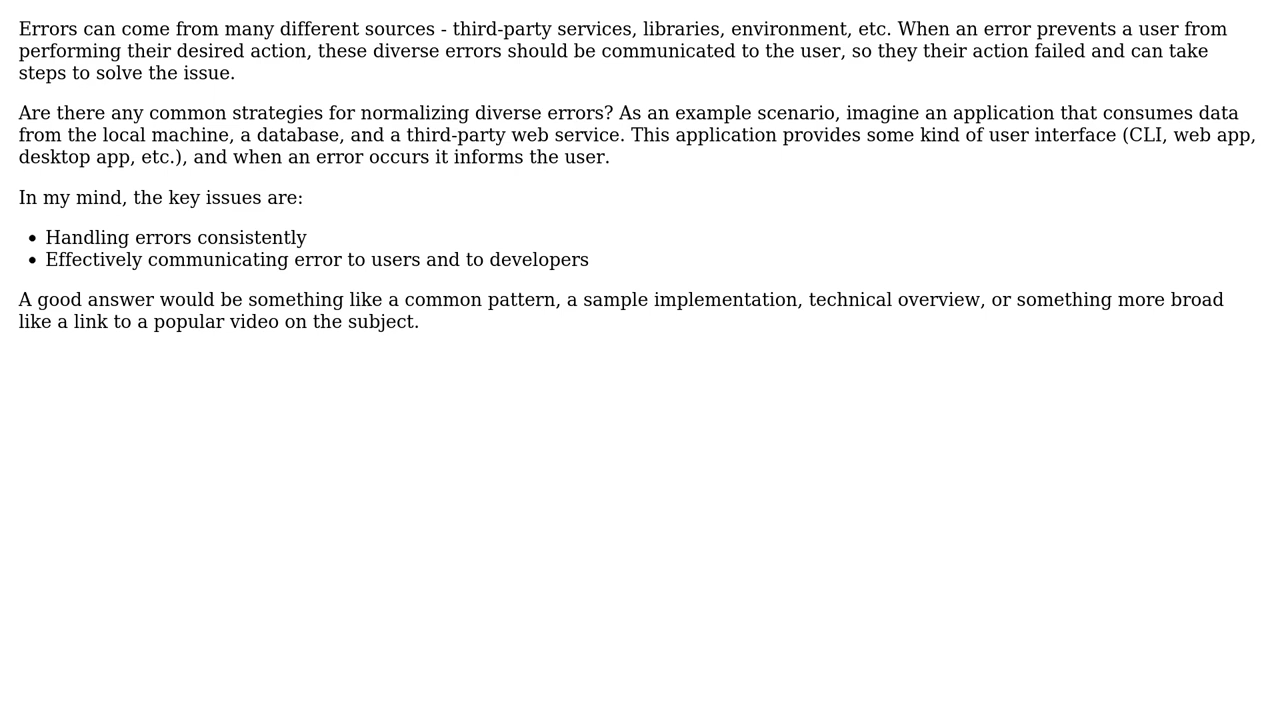 Errors can come from many different sources - third-party services, libraries, environment, etc. When an error prevents a user from
performing their desired action, these diverse errors should be communicated to the user, so they their action failed and can take
steps to solve the issue.
Are there any common strategies for normalizing diverse errors? As an example scenario, imagine an application that consumes data
from the local machine, a database, and a third-party web service. This application provides some kind of user interface (CLI, web app,
desktop app, etc.), and when an error occurs it informs the user.
In my mind, the key issues are:
• Handling errors consistently
• Effectively communicating error to users and to developers
A good answer would be something like a common pattern, a sample implementation, technical overview, or something more broad
like a link to a popular video on the subject.